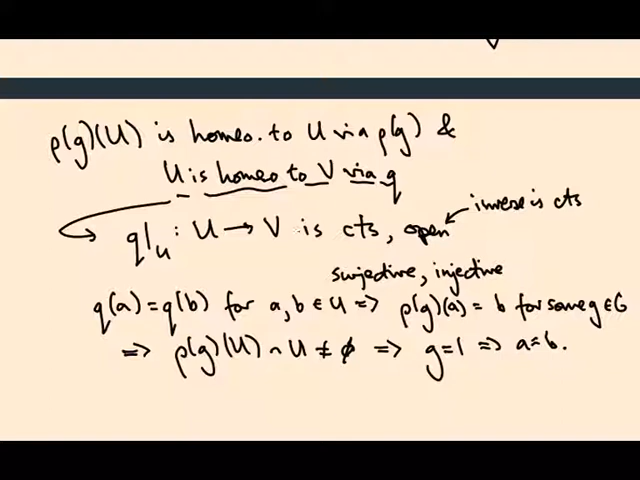 ρ(g)(U) is homeo. to U via ρ(g) &
U is homeo to V via q
inverse is cts
q|_U : U → V is cts, open
surjective, injective
q(a) = q(b) for a, b ∈ U ⇒ ρ(g)(a) = b for some g ∈ G
⇒ ρ(g)(U) ∩ U ≠ ∅ ⇒ g = 1 ⇒ a = b.